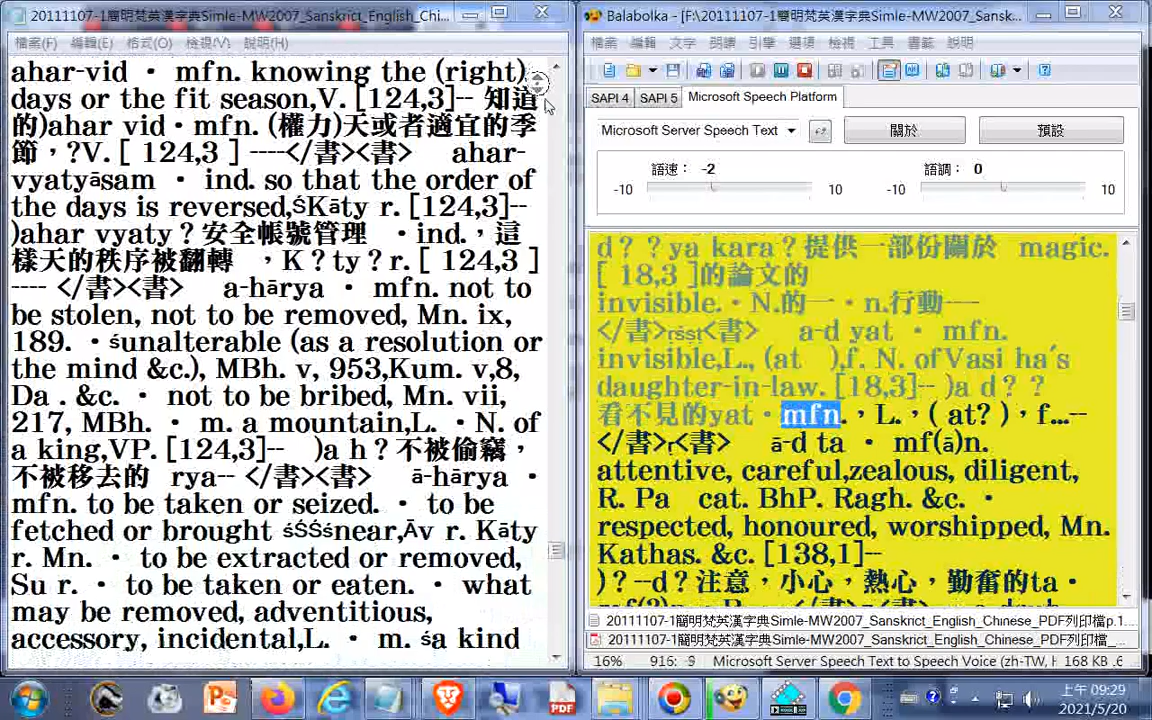 20111107-1簡明梵英漢字典Simle-MW2007_Sanskrict_English_Chi...
檔案(F) 編輯(E) 格式(O) 檢視(V) 說明(H)
ahar-vid • mfn. knowing the (right)
days or the fit season,V. [124,3]-- 知道
的)ahar vid•mfn. (權力)天或者適宜的季
節，?V. [ 124,3 ] ----</書><書> ahar-
vyatyāsam • ind. so that the order of
the days is reversed,ŚKāty r. [124,3]--
)ahar vyaty？安全帳號管理 •ind.，這
樣天的秩序被翻轉 ，K？ty？r. [ 124,3 ]
---- </書><書> a-hārya • mfn. not to
be stolen, not to be removed, Mn. ix,
189. •śunalterable (as a resolution or
the mind &c.), MBh. v, 953,Kum. v,8,
Da . &c. • not to be bribed, Mn. vii,
217, MBh. • m. a mountain,L. • N. of
a king,VP. [124,3]-- )a h？不被偷竊，
不被移去的 rya-- </書><書> ā-hārya •
mfn. to be taken or seized. • to be
fetched or brought śŚŚśnear,Āv r. Kāty
r. Mn. • to be extracted or removed,
Su r. • to be taken or eaten. • what
may be removed, adventitious,
accessory, incidental,L. • m. śa kind
Balabolka - [F:\20111107-1簡明梵英漢字典Simle-MW2007_Sansk...
檔案 編輯 文字 朗讀 引擎 選項 檢視 工具 書籤 說明
SAPI 4 SAPI 5 Microsoft Speech Platform
Microsoft Server Speech Text 關於 預設
語速： -2 語調： 0
-10 10 -10 10
d？？ya kara？提供一部份關於 magic.
[ 18,3 ]的論文的
invisible.•N.的一•n.行動----
</書>rśṣṭ<書> a-d yat • mfn.
invisible,L., (at ),f. N. of Vasi ha's
daughter-in-law. [18,3]-- )a d？？
看不見的yat•mfn.，L.，( at? )，f...--
</書>ṛ<書> ā-d ta • mf(ā)n.
attentive, careful,zealous, diligent,
R. Pa cat. BhP. Ragh. &c. •
respected, honoured, worshipped, Mn.
Kathas. &c. [138,1]--
)？--d？注意，小心，熱心，勤奮的ta•
20111107-1簡明梵英漢字典Simle-MW2007_Sanskrict_English_Chinese_PDF列印檔p.1...
20111107-1簡明梵英漢字典Simle-MW2007_Sanskrict_English_Chinese_PDF列印檔_...
16% 916: 9 Microsoft Server Speech Text to Speech Voice (zh-TW, H 168 KB .6
上午 09:29
2021/5/20